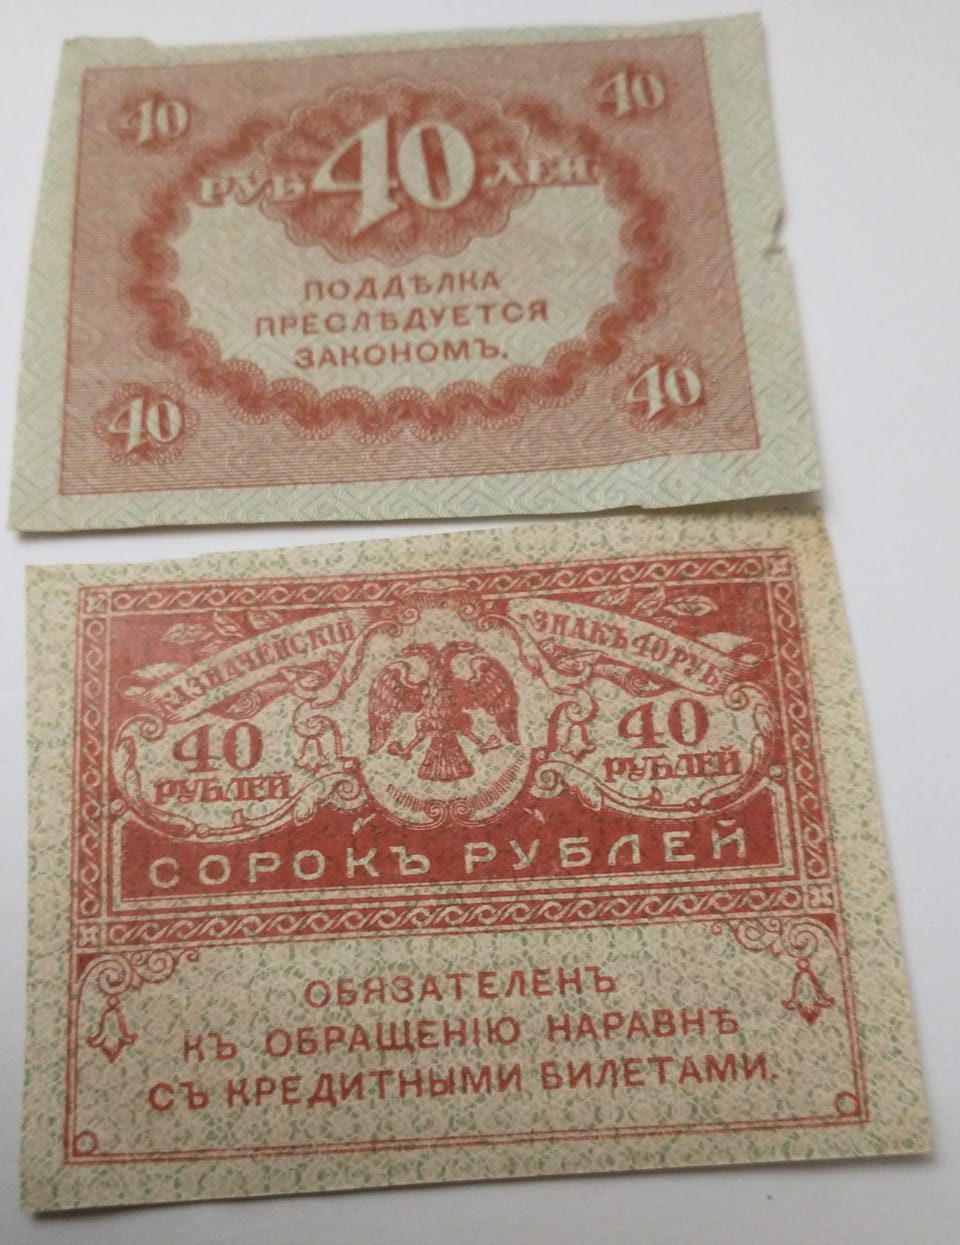 40 40
РУБ 40 ЛЕЙ
ПОДДѢЛКА
ПРЕСЛѢДУЕТСЯ
ЗАКОНОМЪ.
40 40
КАЗНАЧЕЙСКІЙ ЗНАКЪ 40 РУБ
40 40
РУБЛЕЙ РУБЛЕЙ
СОРОКЪ РУБЛЕЙ
ОБЯЗАТЕЛЕНЪ
КЪ ОБРАЩЕНІЮ НАРАВНѢ
СЪ КРЕДИТНЫМИ БИЛЕТАМИ.